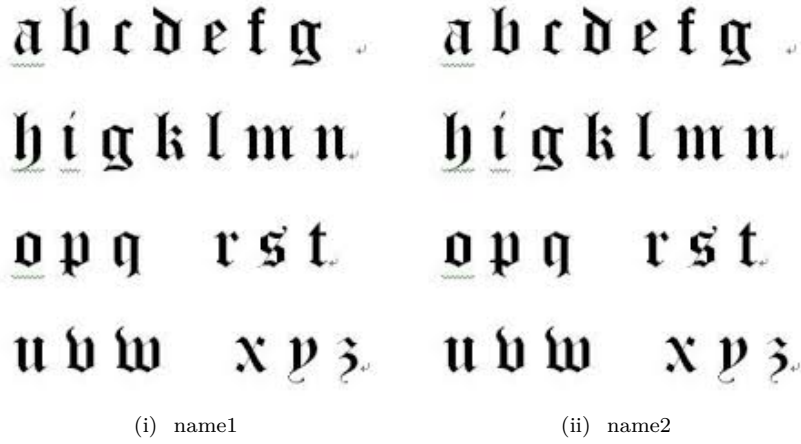 a b c d e f g
h i g k l m n
o p q r s t
u v w x y z
(i) name1
a b c d e f g
h i g k l m n
o p q r s t
u v w x y z
(ii) name2